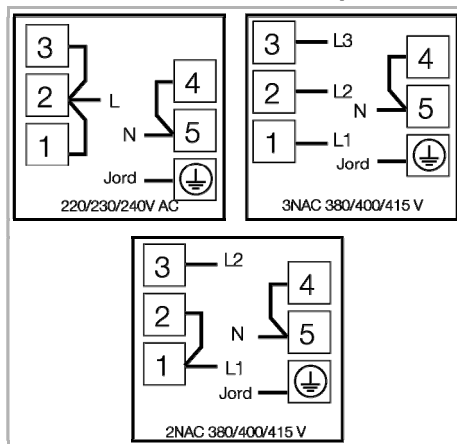 3
2 L
1
4
N 5
Jord
220/230/240V AC
3 L3
2 L2
1 L1
4
N 5
Jord
3NAC 380/400/415 V
3 L2
2
1 L1
4
N 5
Jord
2NAC 380/400/415 V